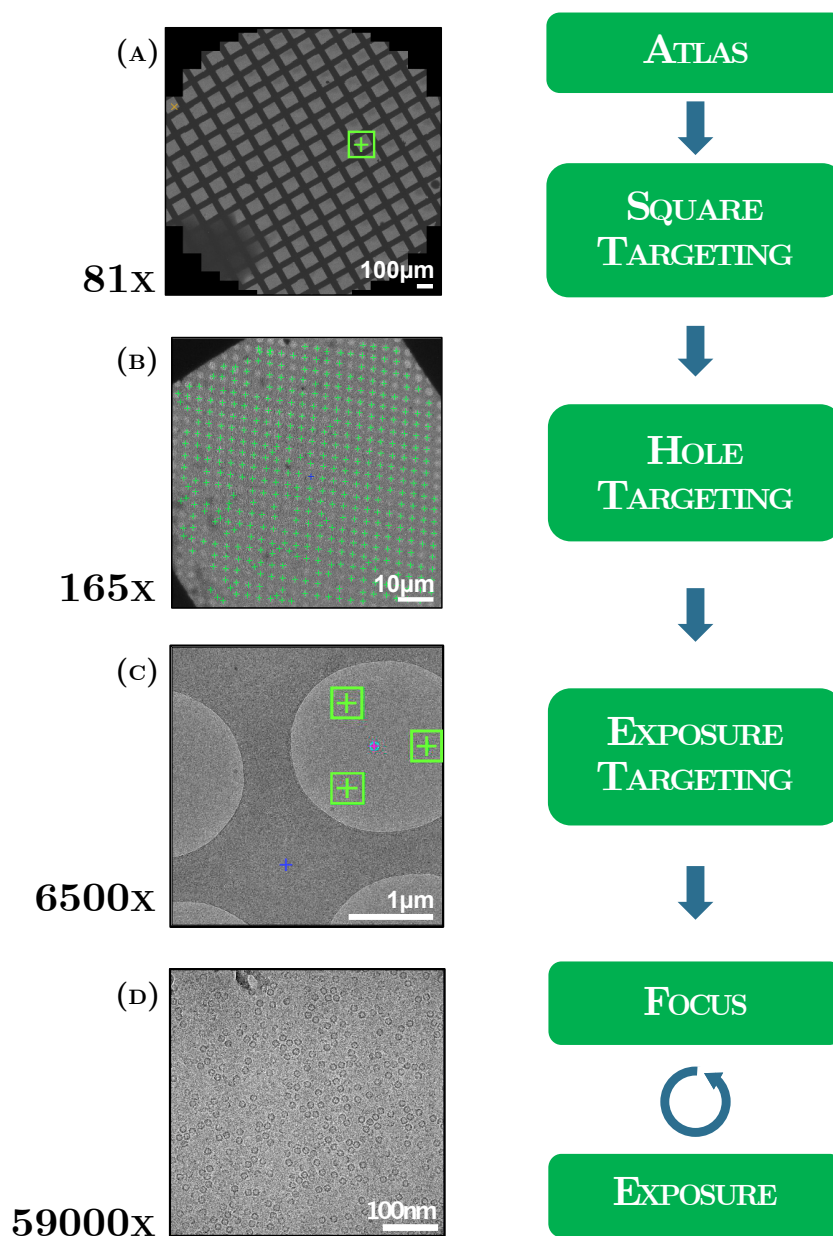 (A)
81x
100µm
(B)
165x
10µm
(C)
6500x
1µm
(D)
59000x
100nm
Atlas
Square
Targeting
Hole
Targeting
Exposure
Targeting
Focus
Exposure